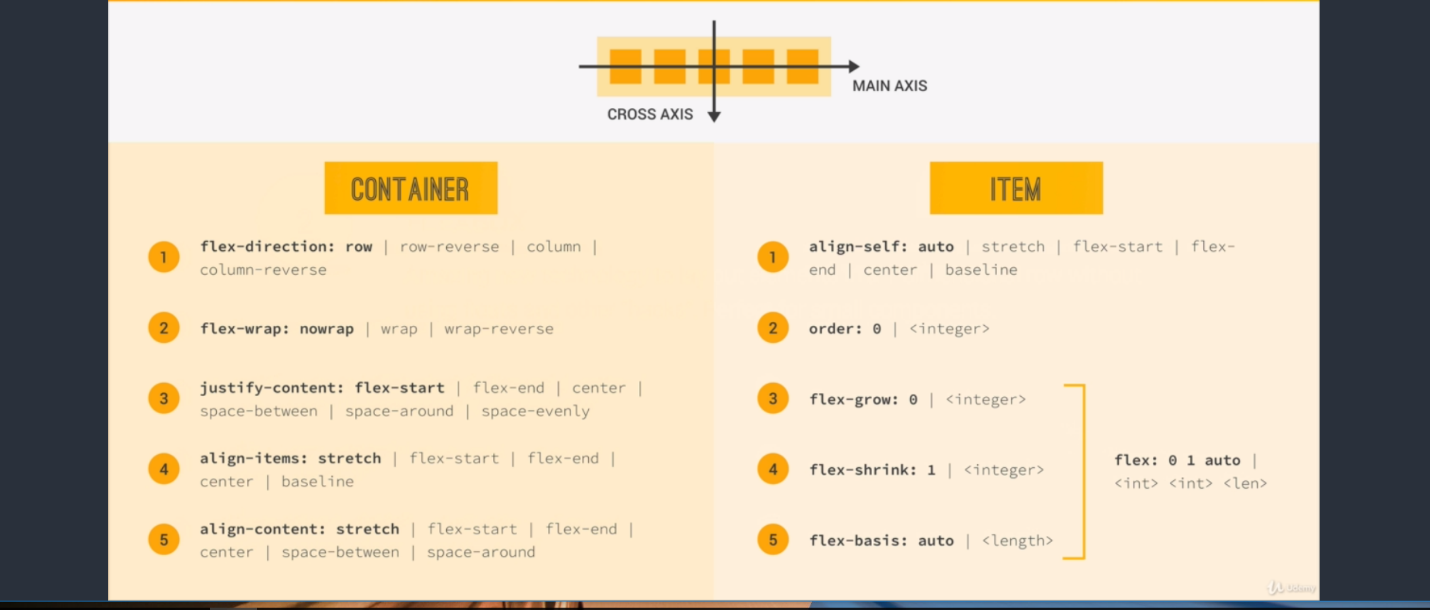 MAIN AXIS
CROSS AXIS
CONTAINER
1
flex-direction: row | row-reverse | column |
column-reverse
2
flex-wrap: nowrap | wrap | wrap-reverse
3
justify-content: flex-start | flex-end | center |
space-between | space-around | space-evenly
4
align-items: stretch | flex-start | flex-end |
center | baseline
5
align-content: stretch | flex-start | flex-end |
center | space-between | space-around
ITEM
1
align-self: auto | stretch | flex-start | flex-
end | center | baseline
2
order: 0 | <integer>
3
flex-grow: 0 | <integer>
4
flex-shrink: 1 | <integer>
5
flex-basis: auto | <length>
flex: 0 1 auto |
<int> <int> <len>
Udemy